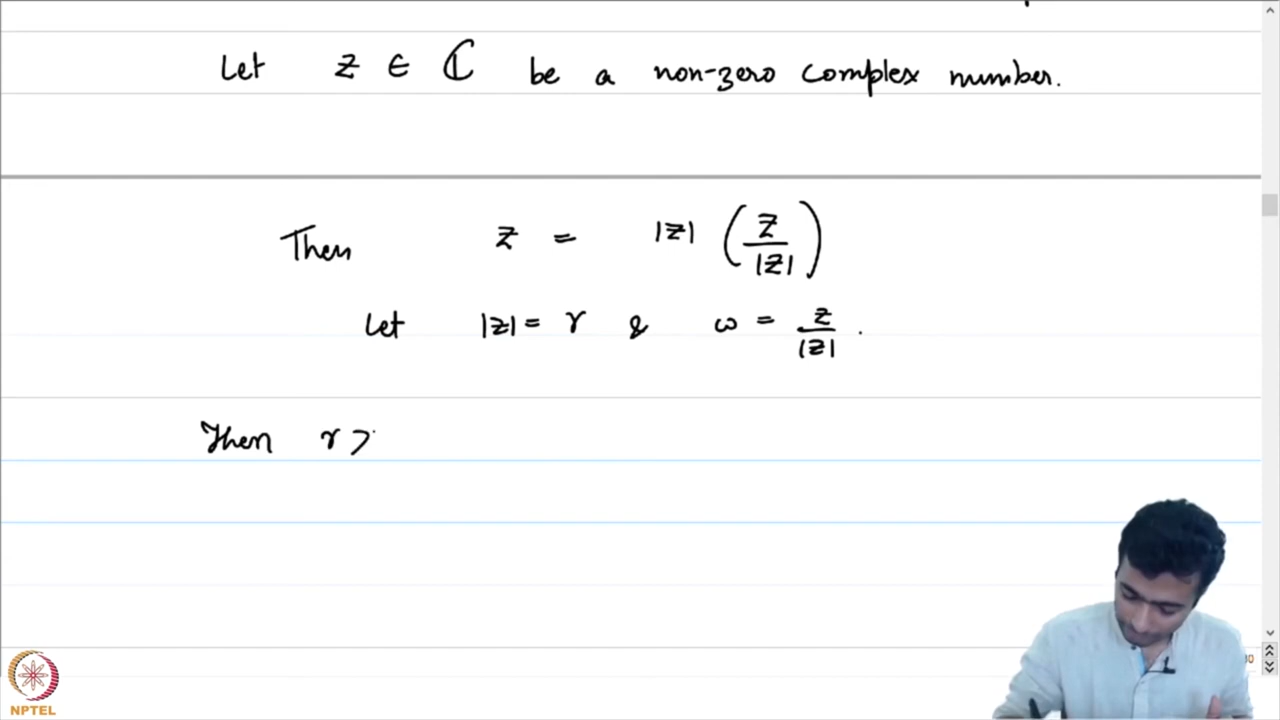 Let z ∈ ℂ be a non-zero complex number.
Then z = |z| (z/|z|)
Let |z| = r & ω = z/|z| .
Then r >
NPTEL